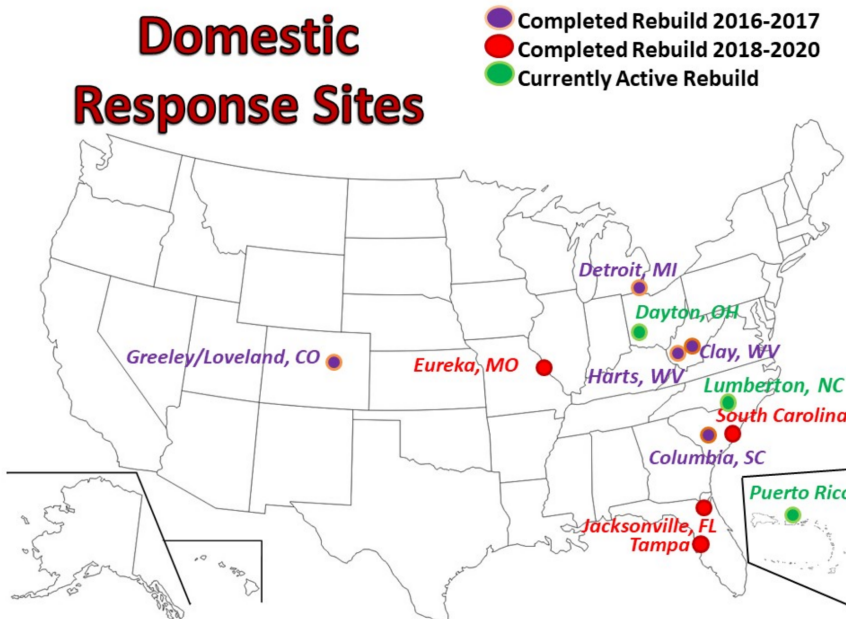 Domestic
Response Sites
Completed Rebuild 2016-2017
Completed Rebuild 2018-2020
Currently Active Rebuild
Detroit, MI
Dayton, OH
Greeley/Loveland, CO
Eureka, MO
Clay, WV
Harts, WV
Lumberton, NC
South Carolina
Columbia, SC
Puerto Rico
Jacksonville, FL
Tampa